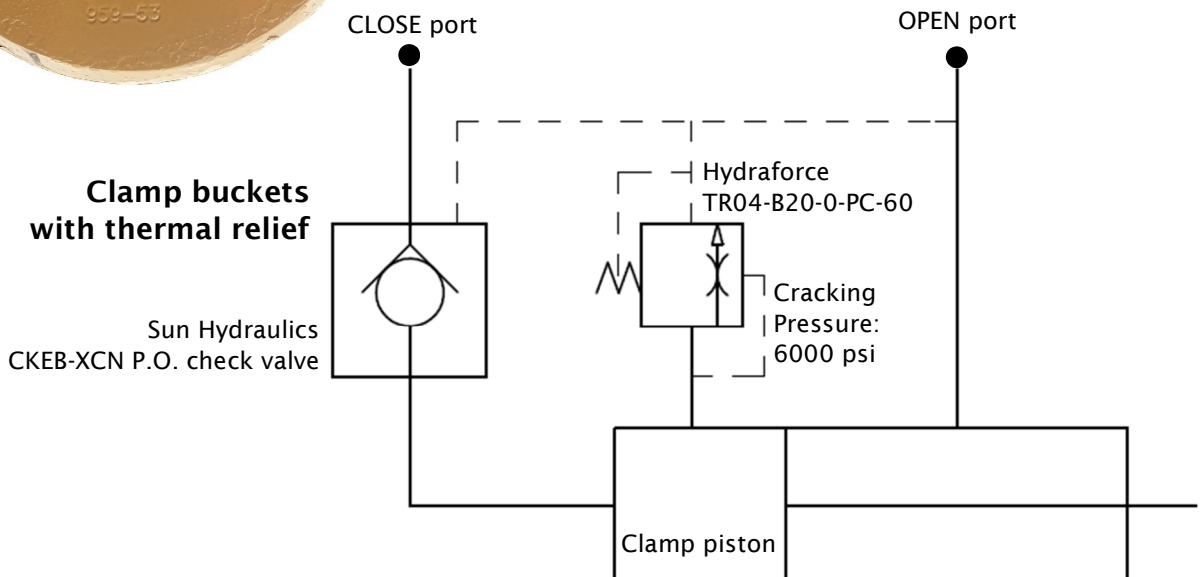 959-53
CLOSE port
OPEN port
Clamp buckets
with thermal relief
Hydraforce
TR04-B20-0-PC-60
Sun Hydraulics
CKEB-XCN P.O. check valve
Cracking
Pressure:
6000 psi
Clamp piston